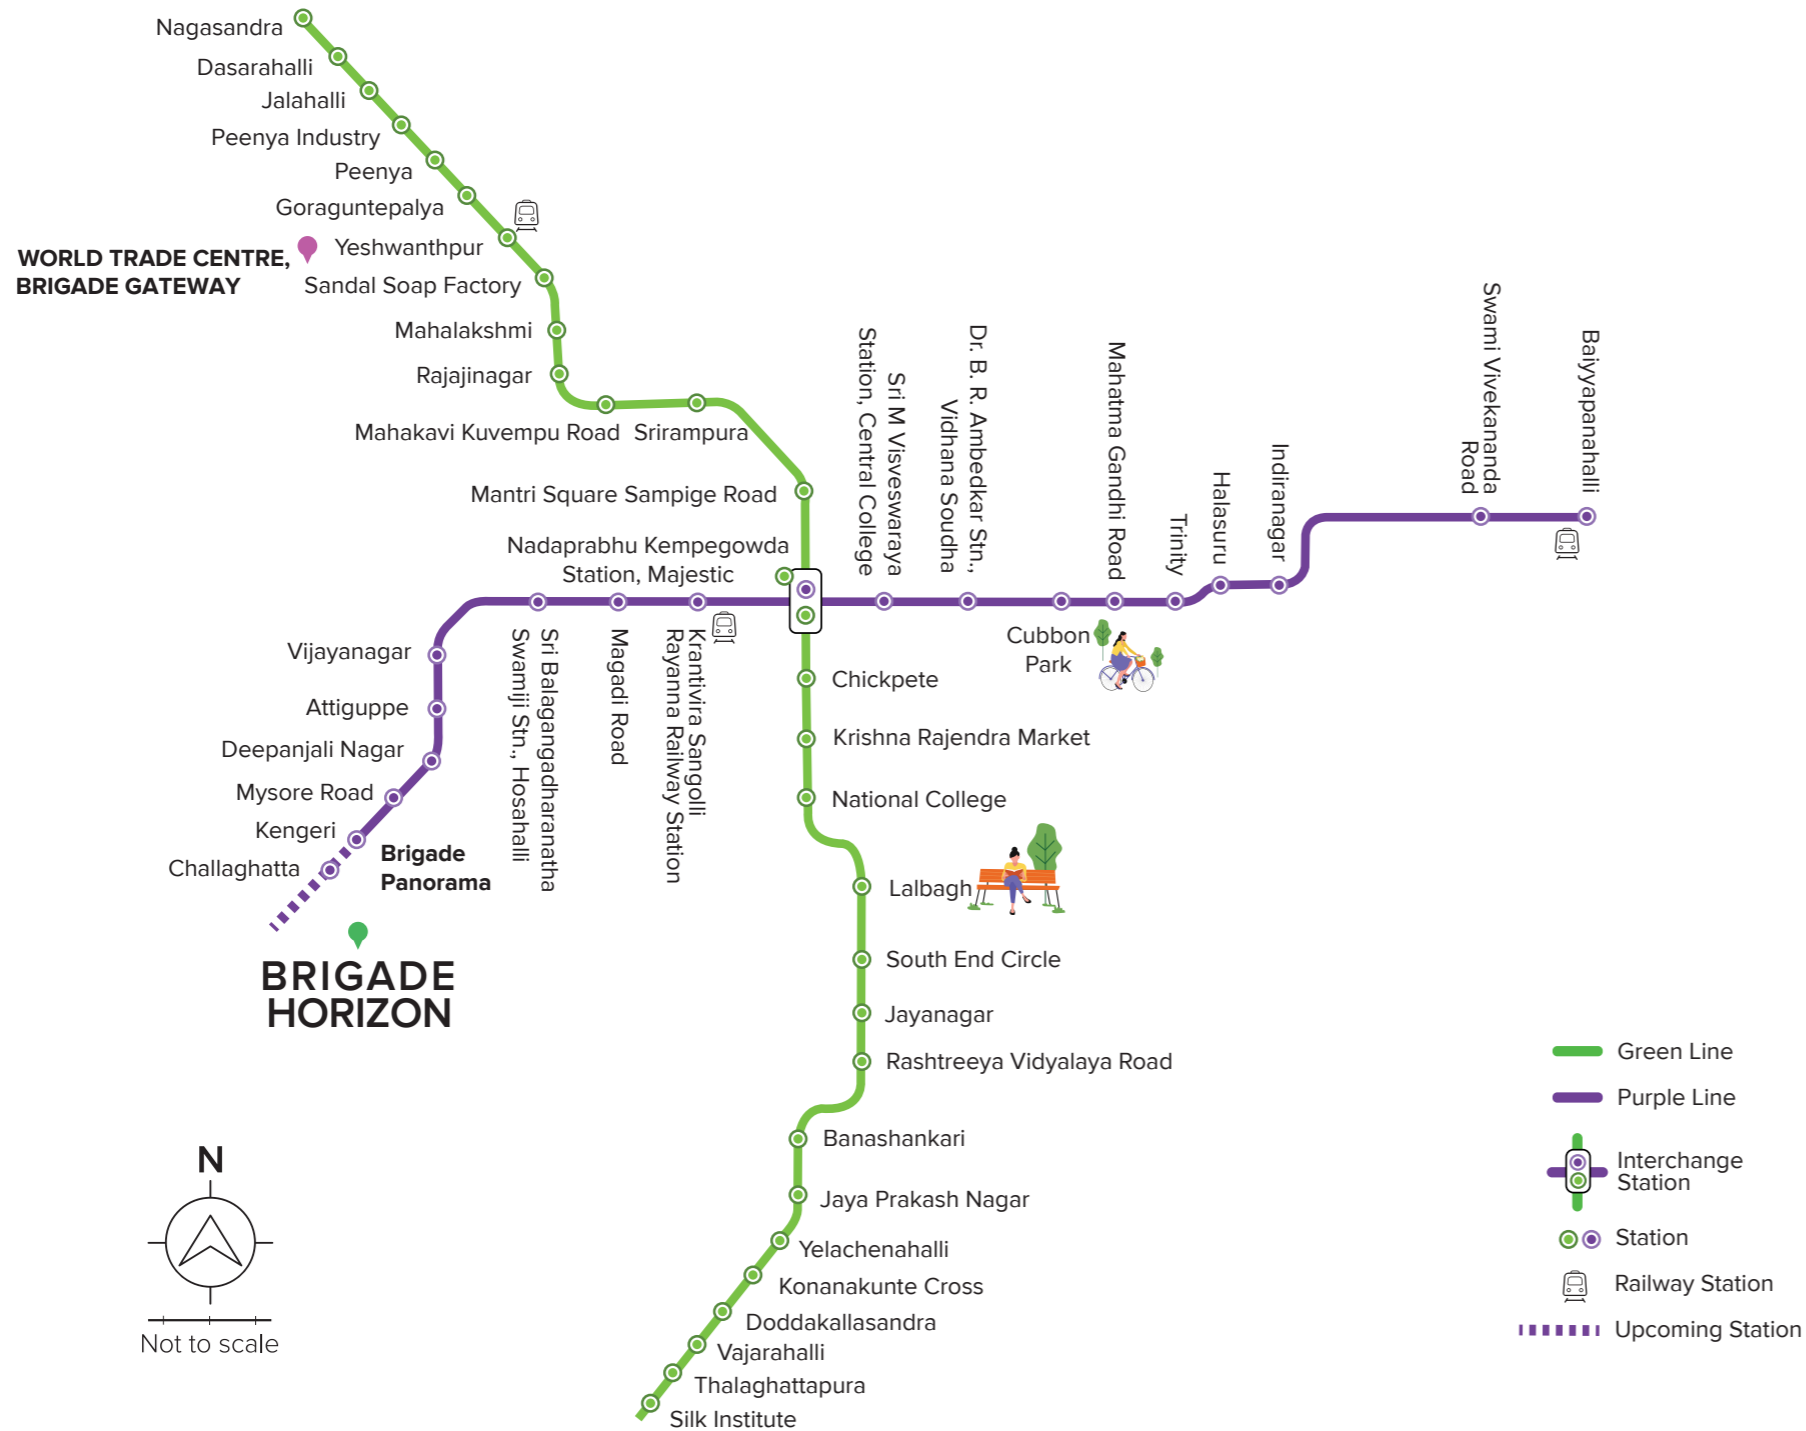 Nagasandra
Dasarahalli
Jalahalli
Peenya Industry
Peenya
Goraguntepalya
Yeshwanthpur
WORLD TRADE CENTRE,
BRIGADE GATEWAY
Sandal Soap Factory
Mahalakshmi
Rajajinagar
Mahakavi Kuvempu Road
Srirampura
Mantri Square Sampige Road
Nadaprabhu Kempegowda
Station, Majestic
Sri M Visveswaraya
Station, Central College
Dr. B. R. Ambedkar Stn.,
Vidhana Soudha
Cubbon
Park
Mahatma Gandhi Road
Trinity
Halasuru
Indiranagar
Swami Vivekananda
Road
Baiyyapanahalli
Krantivira Sangolli
Rayanna Railway Station
Magadi Road
Sri Balagangadharanatha
Swamiji Stn., Hosahalli
Vijayanagar
Attiguppe
Deepanjali Nagar
Mysore Road
Kengeri
Challaghatta
Brigade
Panorama
BRIGADE
HORIZON
Chickpete
Krishna Rajendra Market
National College
Lalbagh
South End Circle
Jayanagar
Rashtreeya Vidyalaya Road
Banashankari
Jaya Prakash Nagar
Yelachenahalli
Konanakunte Cross
Doddakallasandra
Vajarahalli
Thalaghattapura
Silk Institute
N
Not to scale
Green Line
Purple Line
Interchange
Station
Station
Railway Station
Upcoming Station